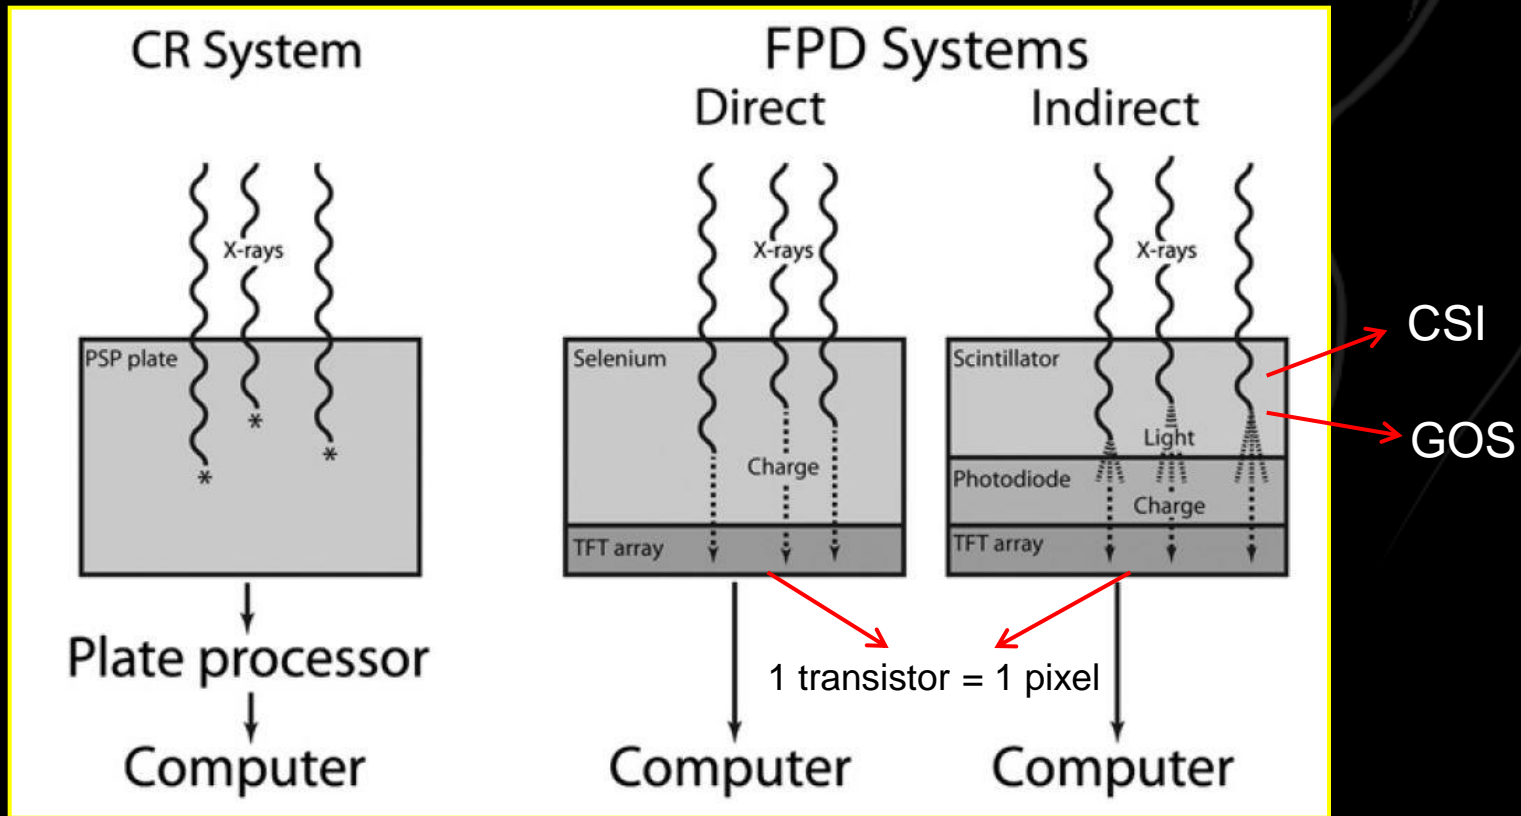 CR System
FPD Systems
Direct
Indirect
X-rays
X-rays
X-rays
PSP plate
Selenium
Scintillator
CSI
GOS
Light
Charge
Photodiode
Charge
TFT array
TFT array
Plate processor
1 transistor = 1 pixel
Computer
Computer
Computer